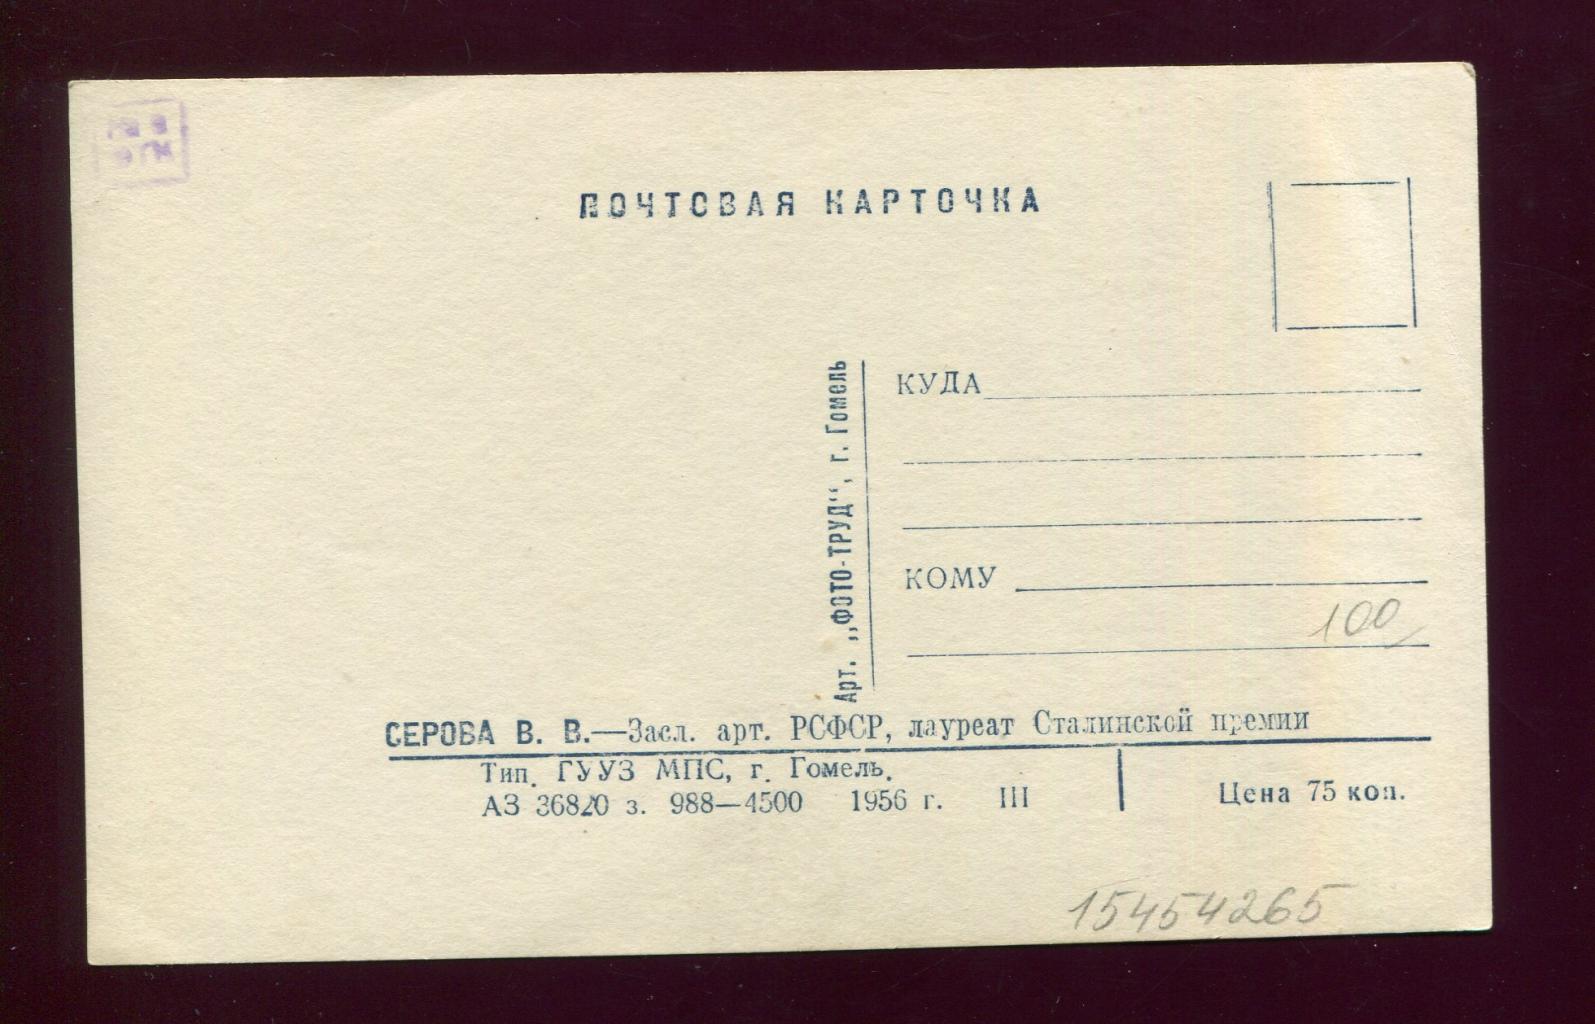 ПОЧТОВАЯ КАРТОЧКА
Арт. „ФОТО-ТРУД“, г. Гомель
КУДА
КОМУ
100
СЕРОВА В. В.—Засл. арт. РСФСР, лауреат Сталинской премии
Тип. ГУУЗ МПС, г. Гомель.
АЗ 36820 з. 988—4500 1956 г. III
Цена 75 коп.
15454265